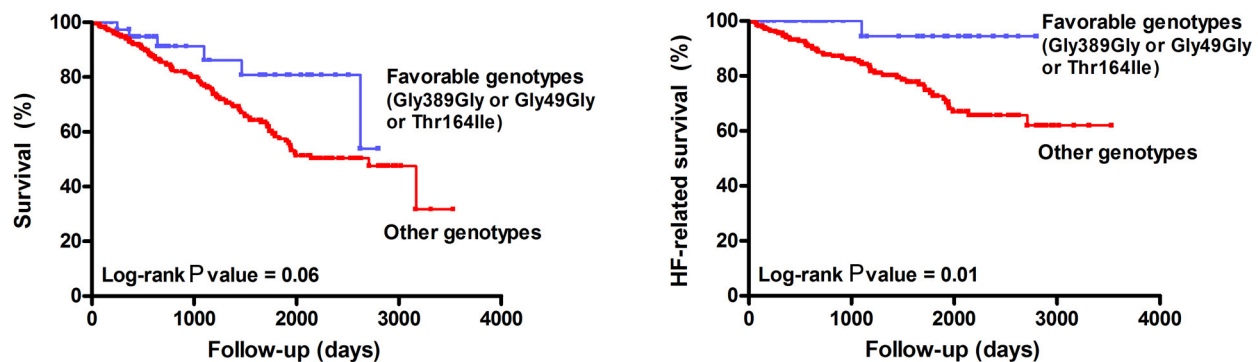 100
80
60
40
20
0
Survival (%)
Favorable genotypes
(Gly389Gly or Gly49Gly
or Thr164Ile)
Other genotypes
Log-rank P value = 0.06
0 1000 2000 3000 4000
Follow-up (days)
100
80
60
40
20
0
HF-related survival (%)
Favorable genotypes
(Gly389Gly or Gly49Gly
or Thr164Ile)
Other genotypes
Log-rank P value = 0.01
0 1000 2000 3000 4000
Follow-up (days)